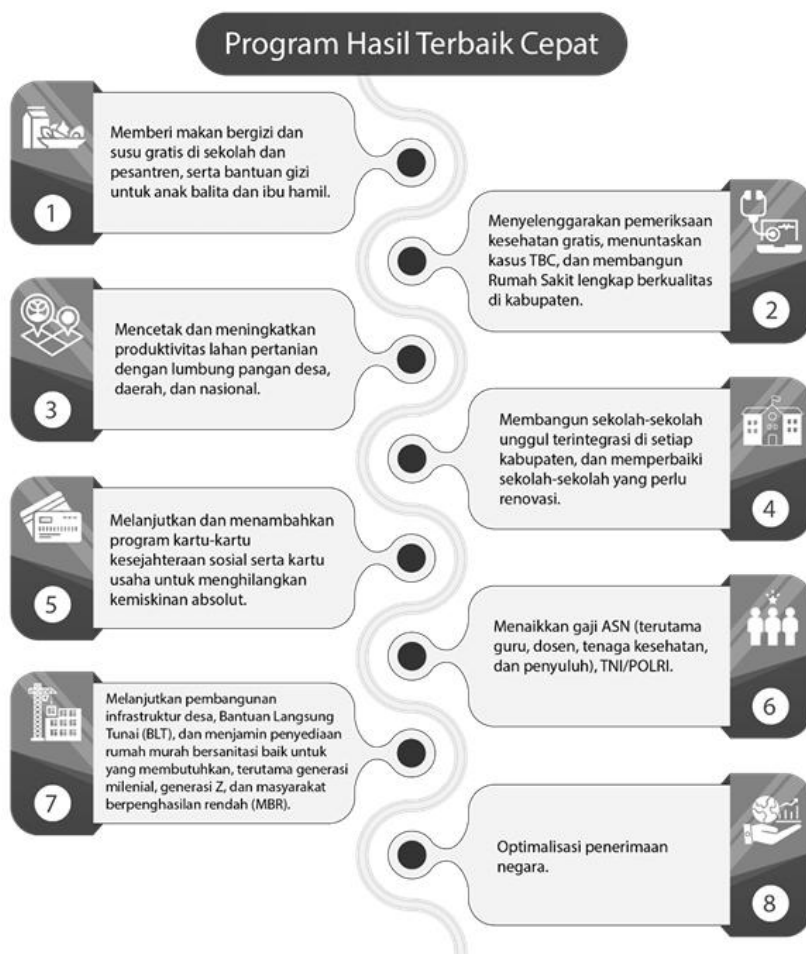 Program Hasil Terbaik Cepat
Memberi makan bergizi dan
susu gratis di sekolah dan
pesantren, serta bantuan gizi
untuk anak balita dan ibu hamil.
1
Menyelenggarakan pemeriksaan
kesehatan gratis, menuntaskan
kasus TBC, dan membangun
Rumah Sakit lengkap berkualitas
di kabupaten.
2
Mencetak dan meningkatkan
produktivitas lahan pertanian
dengan lumbung pangan desa,
daerah, dan nasional.
3
Membangun sekolah-sekolah
unggul terintegrasi di setiap
kabupaten, dan memperbaiki
sekolah-sekolah yang perlu
renovasi.
4
Melanjutkan dan menambahkan
program kartu-kartu
kesejahteraan sosial serta kartu
usaha untuk menghilangkan
kemiskinan absolut.
5
Menaikkan gaji ASN (terutama
guru, dosen, tenaga kesehatan,
dan penyuluh), TNI/POLRI.
6
Melanjutkan pembangunan
infrastruktur desa, Bantuan Langsung
Tunai (BLT), dan menjamin penyediaan
rumah murah bersanitasi baik untuk
yang membutuhkan, terutama generasi
milenial, generasi Z, dan masyarakat
berpenghasilan rendah (MBR).
7
Optimalisasi penerimaan
negara.
8